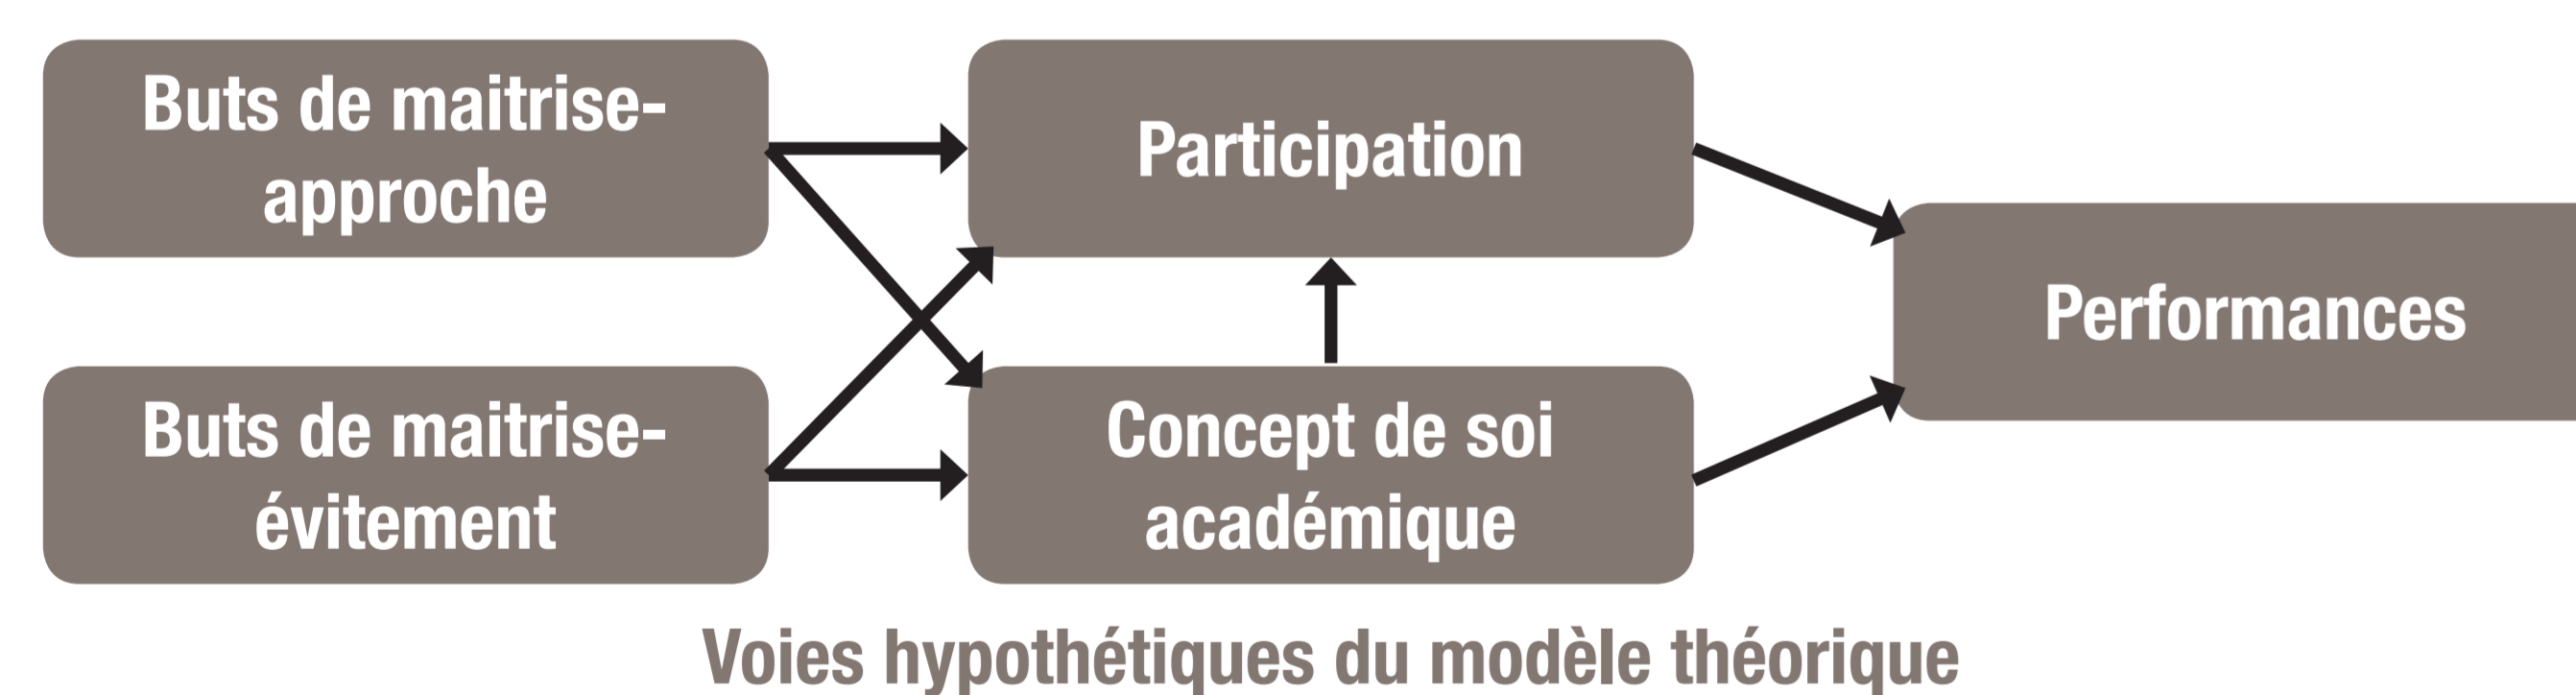 Buts de maitrise-
approche
Participation
Performances
Buts de maitrise-
évitement
Concept de soi
académique
Voies hypothétiques du modèle théorique